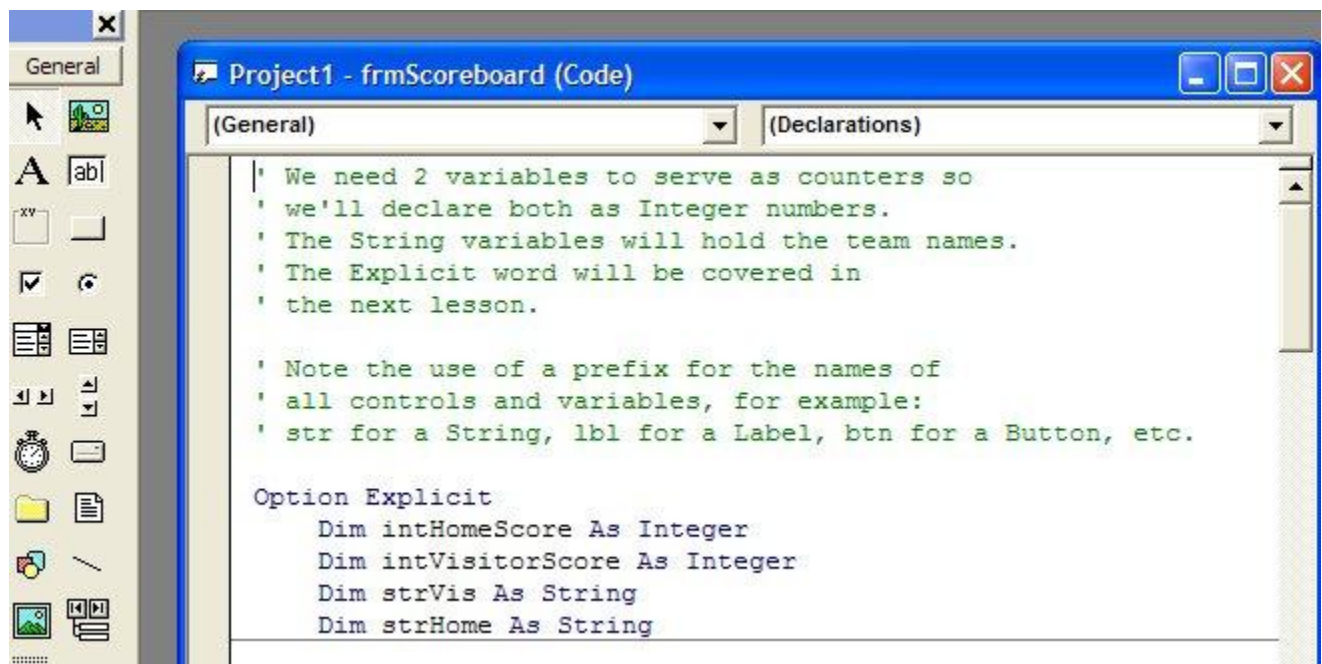 General
Project1 - frmScoreboard (Code)
(General) (Declarations)
A ab
xv
' We need 2 variables to serve as counters so
' we'll declare both as Integer numbers.
' The String variables will hold the team names.
' The Explicit word will be covered in
' the next lesson.
' Note the use of a prefix for the names of
' all controls and variables, for example:
' str for a String, lbl for a Label, btn for a Button, etc.
Option Explicit
Dim intHomeScore As Integer
Dim intVisitorScore As Integer
Dim strVis As String
Dim strHome As String